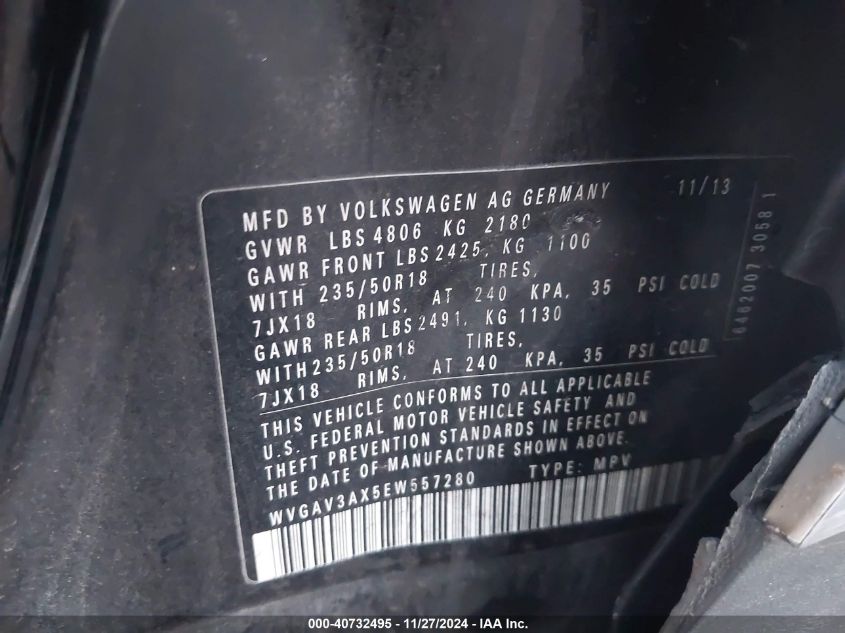 MFD BY VOLKSWAGEN AG GERMANY 11/13
GVWR LBS 4806 KG 2180
GAWR FRONT LBS 2425, KG 1100
WITH 235/50R18 TIRES,
7JX18 RIMS, AT 240 KPA, 35 PSI COLD
GAWR REAR LBS 2491, KG 1130
WITH 235/50R18 TIRES,
7JX18 RIMS, AT 240 KPA, 35 PSI COLD
THIS VEHICLE CONFORMS TO ALL APPLICABLE
U.S. FEDERAL MOTOR VEHICLE SAFETY AND
THEFT PREVENTION STANDARDS IN EFFECT ON
THE DATE OF MANUFACTURE SHOWN ABOVE.
WVGAV3AX5EW557280 TYPE: MPV
000-40732495 - 11/27/2024 - IAA Inc.